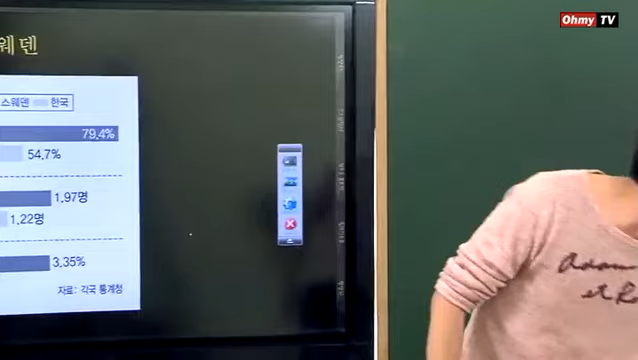 Ohmy TV
웨덴
스웨덴 한국
79.4%
54.7%
1.97명
1.22명
3.35%
자료: 각국 통계청